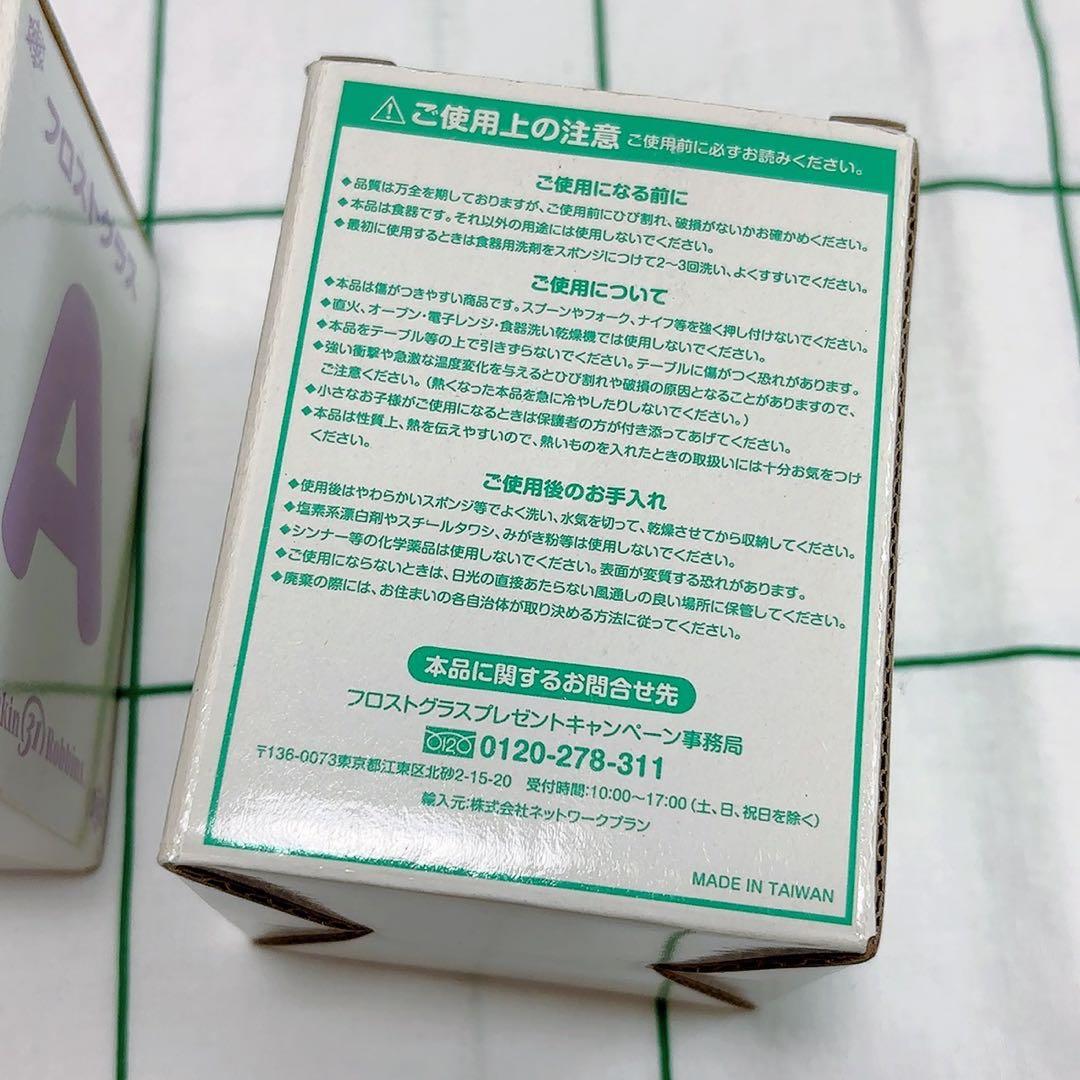 フロストグラス
A
kin 31 Robbins
⚠ご使用上の注意 ご使用前に必ずお読みください。
ご使用になる前に
◆品質は万全を期しておりますが、ご使用前にひび割れ、破損がないかお確かめください。
◆本品は食器です。それ以外の用途には使用しないでください。
◆最初に使用するときは食器用洗剤をスポンジにつけて2〜3回洗い、よくすすいでください。
ご使用について
◆本品は傷がつきやすい商品です。スプーンやフォーク、ナイフ等を強く押し付けないでください。
◆直火、オーブン・電子レンジ・食器洗い乾燥機では使用しないでください。
◆本品をテーブル等の上で引きずらないでください。テーブルに傷がつく恐れがあります。
◆強い衝撃や急激な温度変化を与えるとひび割れや破損の原因となることがありますので、
ご注意ください。(熱くなった本品を急に冷やしたりしないでください。)
◆小さなお子様がご使用になるときは保護者の方が付き添ってあげてください。
◆本品は性質上、熱を伝えやすいので、熱いものを入れたときの取扱いには十分お気をつけ
ください。
ご使用後のお手入れ
◆使用後はやわらかいスポンジ等でよく洗い、水気を切って、乾燥させてから収納してください。
◆塩素系漂白剤やスチールタワシ、みがき粉等は使用しないでください。
◆シンナー等の化学薬品は使用しないでください。表面が変質する恐れがあります。
◆ご使用にならないときは、日光の直接あたらない風通しの良い場所に保管してください。
◆廃棄の際には、お住まいの各自治体が取り決める方法に従ってください。
本品に関するお問合せ先
フロストグラスプレゼントキャンペーン事務局
0120 0120-278-311
〒136-0073東京都江東区北砂2-15-20 受付時間:10:00〜17:00(土、日、祝日を除く)
輸入元:株式会社ネットワークプラン
MADE IN TAIWAN